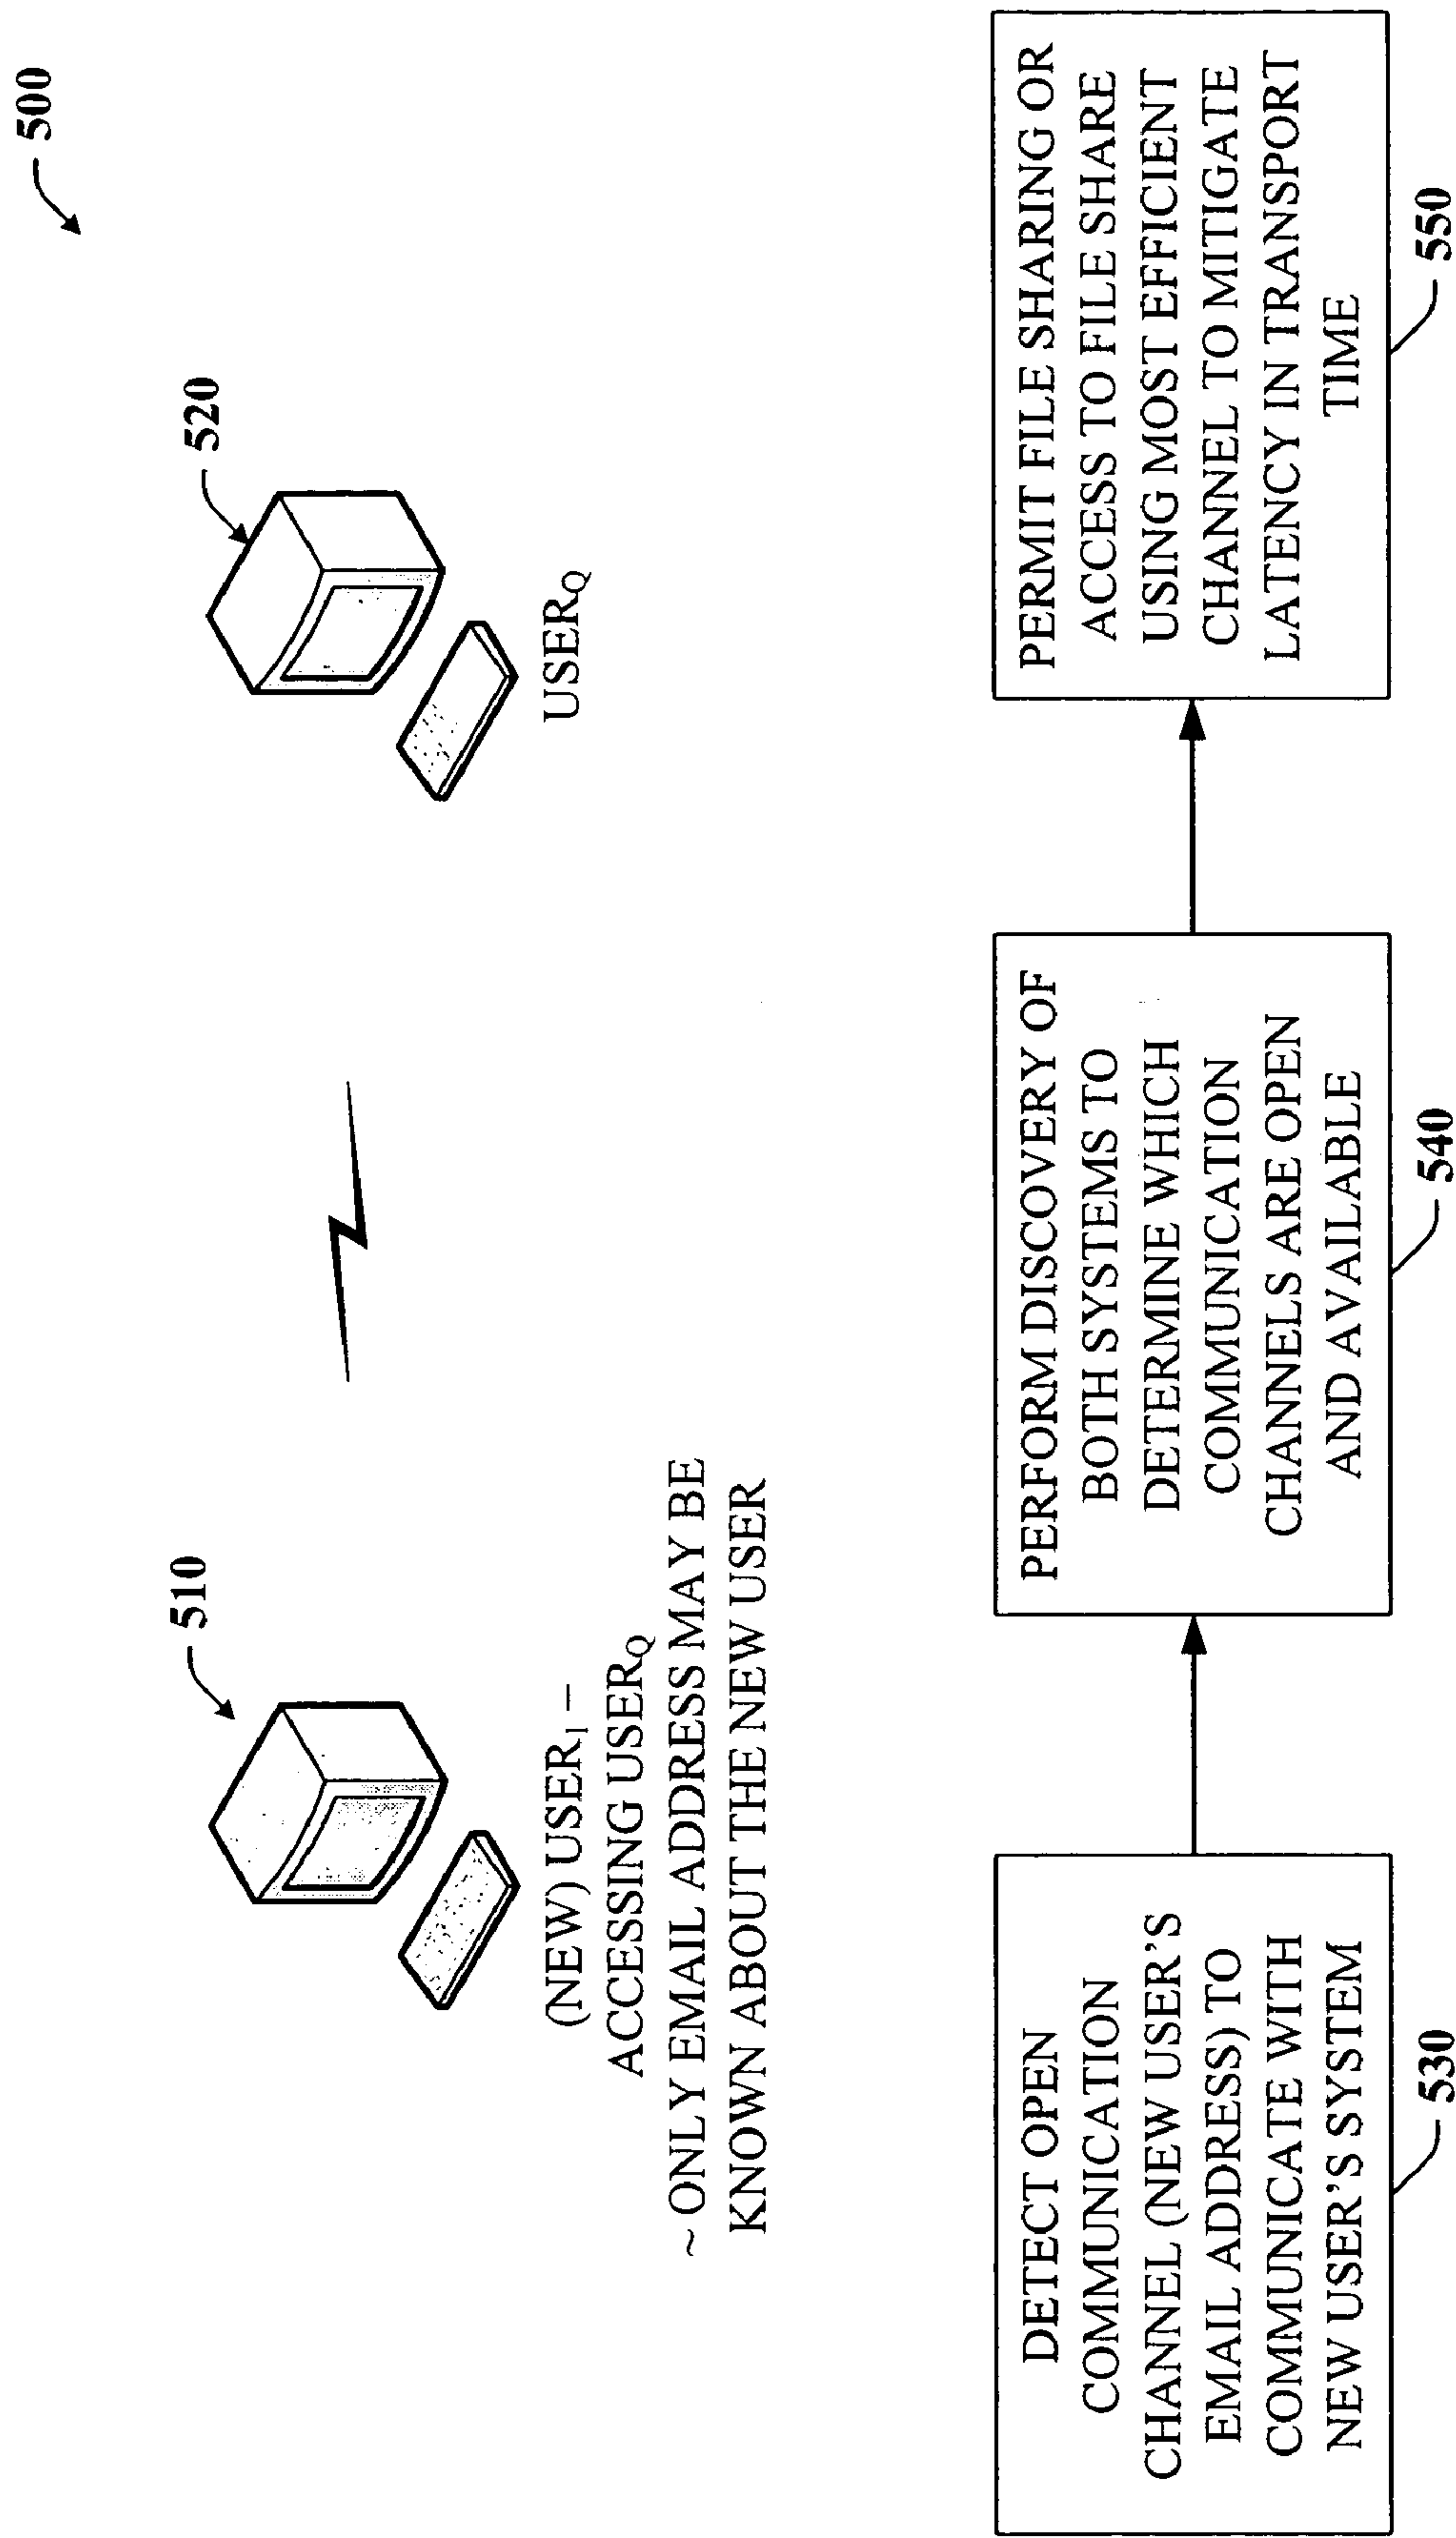 500
510
520
(NEW) USER1 –
ACCESSING USERQ
~ ONLY EMAIL ADDRESS MAY BE
KNOWN ABOUT THE NEW USER
USERQ
DETECT OPEN
COMMUNICATION
CHANNEL (NEW USER'S
EMAIL ADDRESS) TO
COMMUNICATE WITH
NEW USER'S SYSTEM
530
PERFORM DISCOVERY OF
BOTH SYSTEMS TO
DETERMINE WHICH
COMMUNICATION
CHANNELS ARE OPEN
AND AVAILABLE
540
PERMIT FILE SHARING OR
ACCESS TO FILE SHARE
USING MOST EFFICIENT
CHANNEL TO MITIGATE
LATENCY IN TRANSPORT
TIME
550